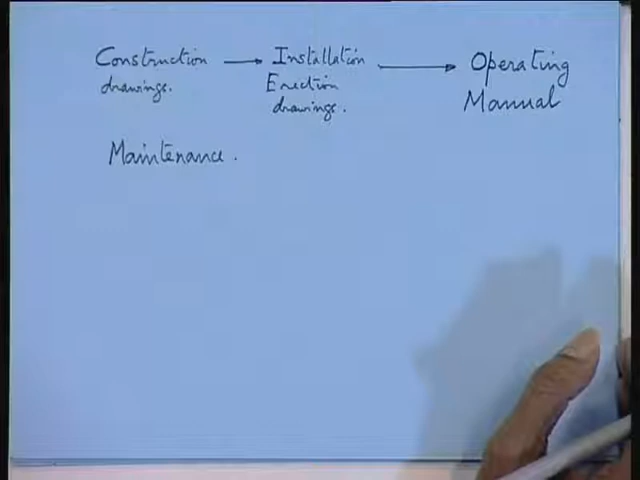 Construction → Installation → Operating
drawings. Erection Manual
drawings.
Maintenance.